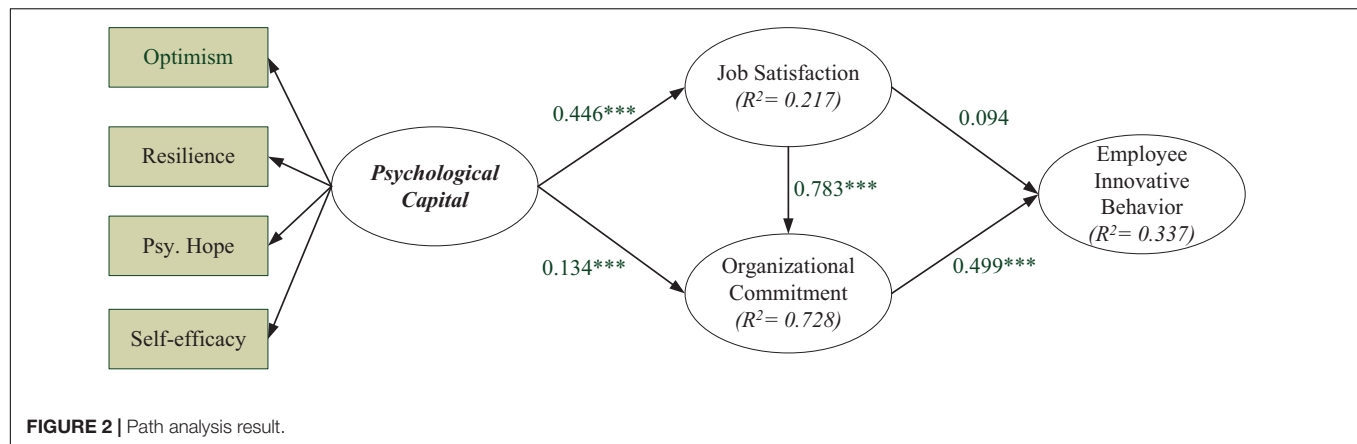 Optimism
Resilience
Psy. Hope
Self-efficacy
Psychological
Capital
0.446***
0.134***
Job Satisfaction
(R²= 0.217)
0.783***
Organizational
Commitment
(R²= 0.728)
0.094
0.499***
Employee
Innovative
Behavior
(R²= 0.337)
FIGURE 2 | Path analysis result.